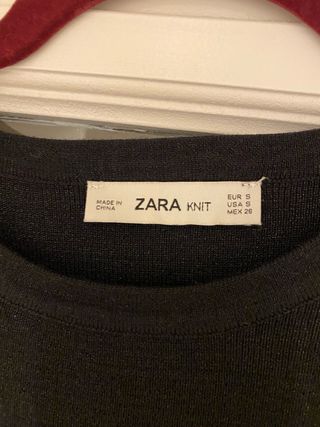 MADE IN
CHINA
ZARA KNIT
EUR S
USA S
MEX 26